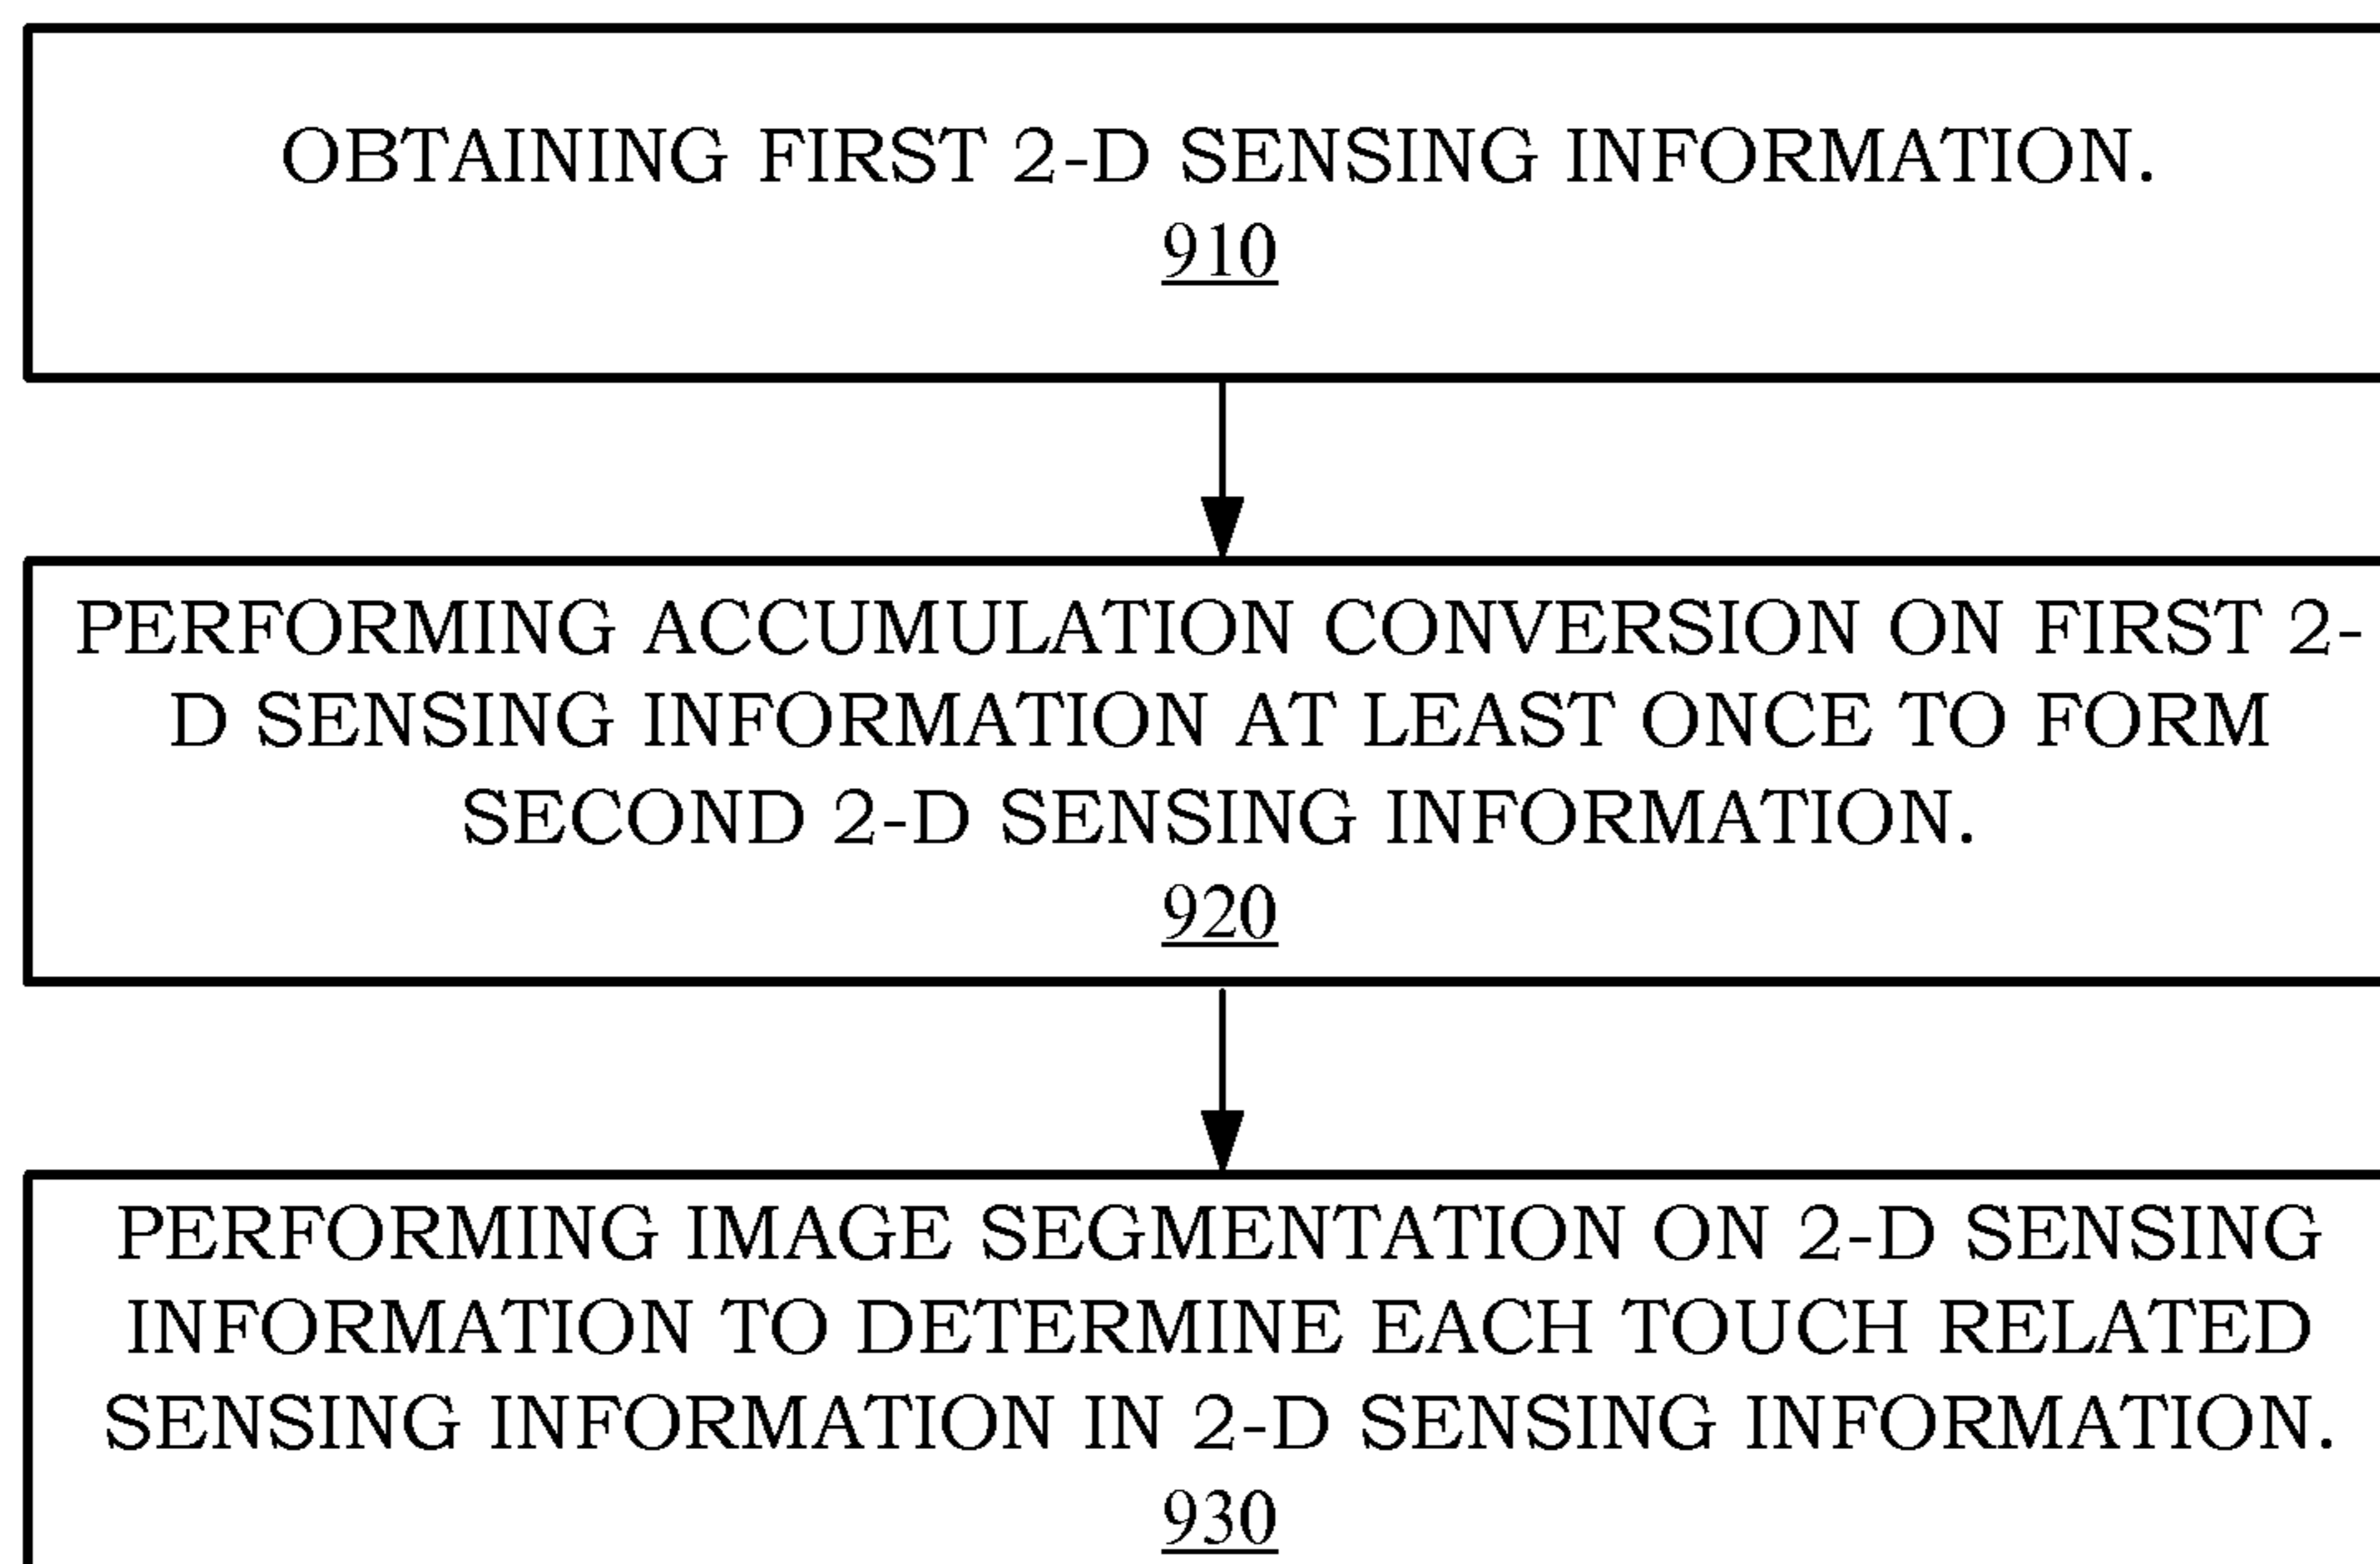 OBTAINING FIRST 2-D SENSING INFORMATION.
910
PERFORMING ACCUMULATION CONVERSION ON FIRST 2-
D SENSING INFORMATION AT LEAST ONCE TO FORM
SECOND 2-D SENSING INFORMATION.
920
PERFORMING IMAGE SEGMENTATION ON 2-D SENSING
INFORMATION TO DETERMINE EACH TOUCH RELATED
SENSING INFORMATION IN 2-D SENSING INFORMATION.
930